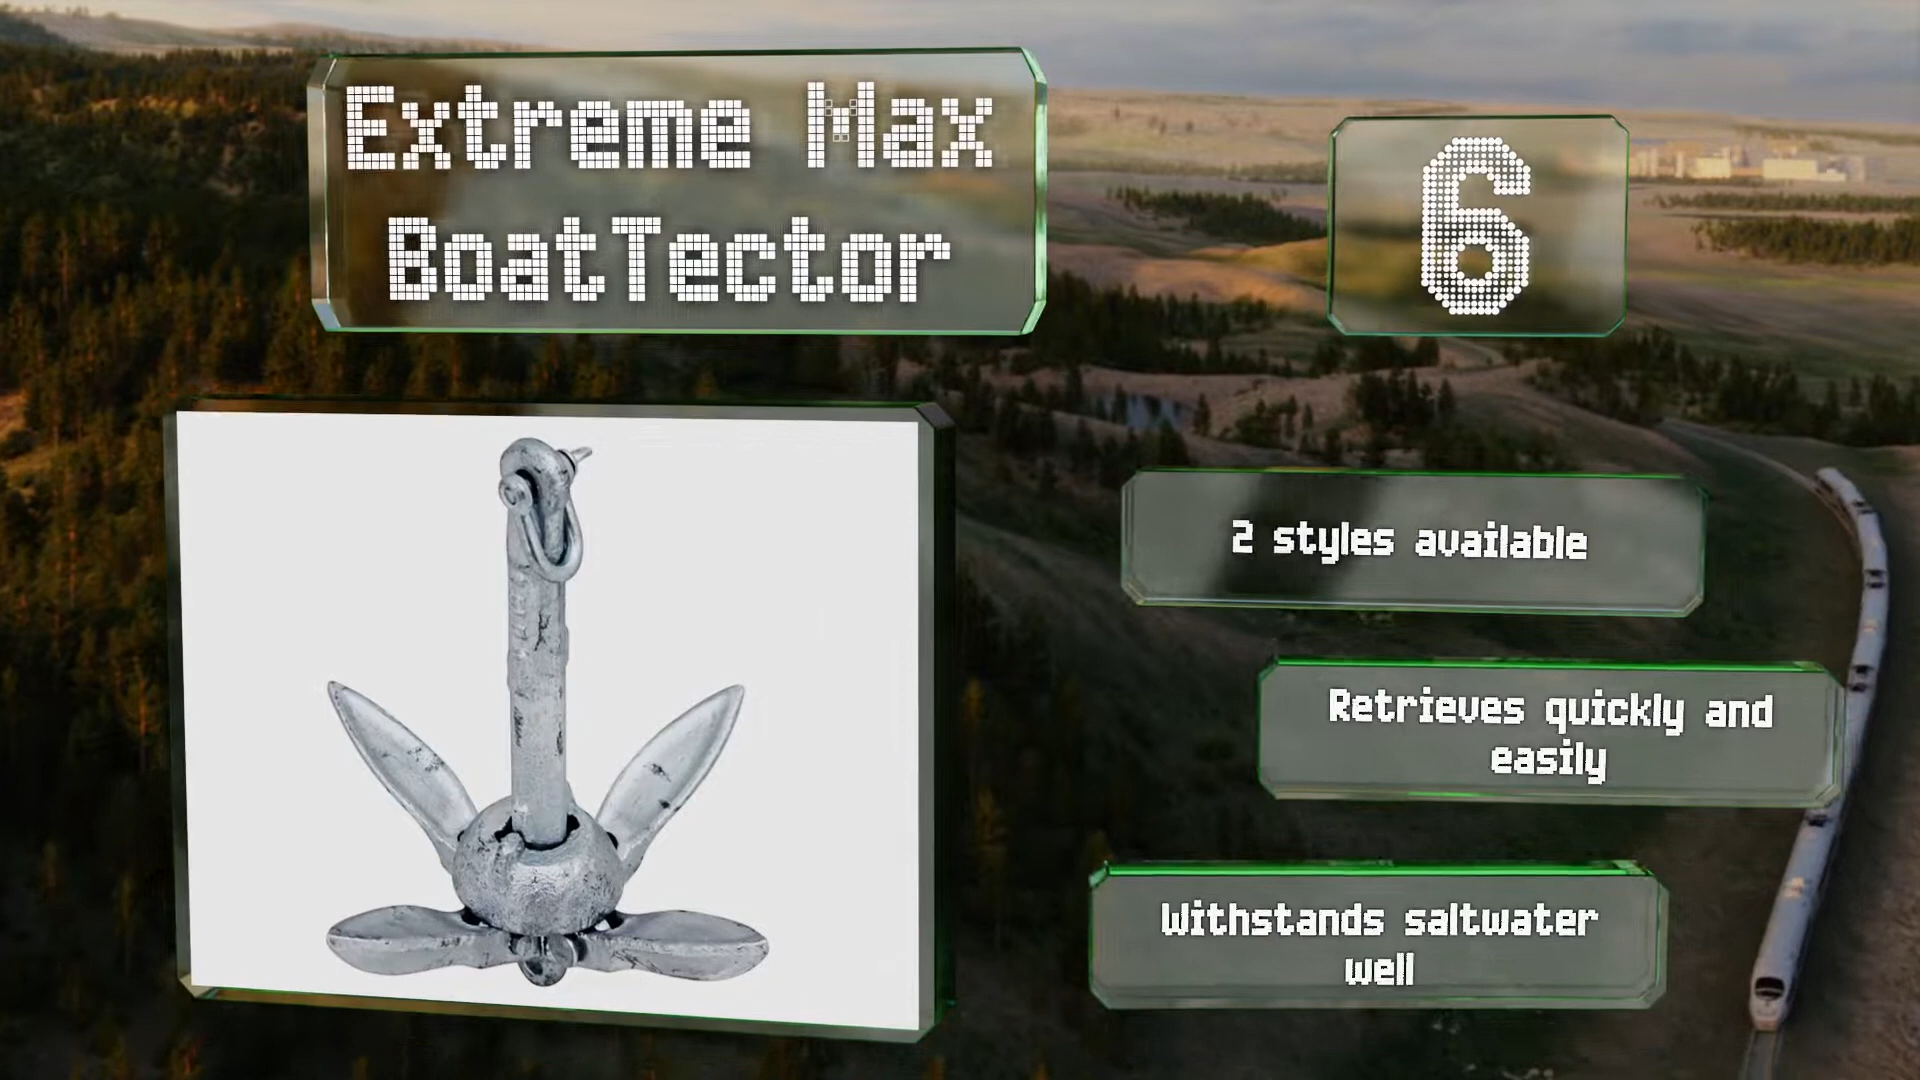 Extreme Max
BoatTector
6
2 styles available
Retrieves quickly and
easily
Withstands saltwater
well